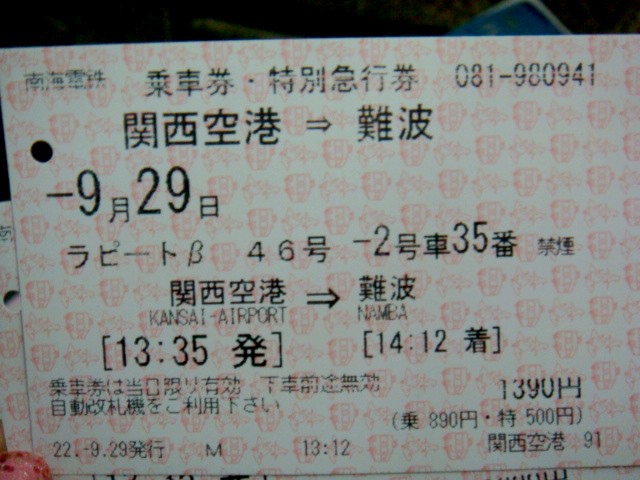 南海電鉄 乗車券・特別急行券 081-980941
関西空港 ⇒ 難波
-9月29日
ラピートβ 46号 -2号車35番 禁煙
関西空港 ⇒ 難波
KANSAI-AIRPORT NAMBA
[13:35 発] [14:12 着]
乗車券は当日限り有効 下車前途無効 1390円
自動改札機をご利用下さい (乗 890円・特 500円)
22.-9.29発行 M 13:12 関西空港 91